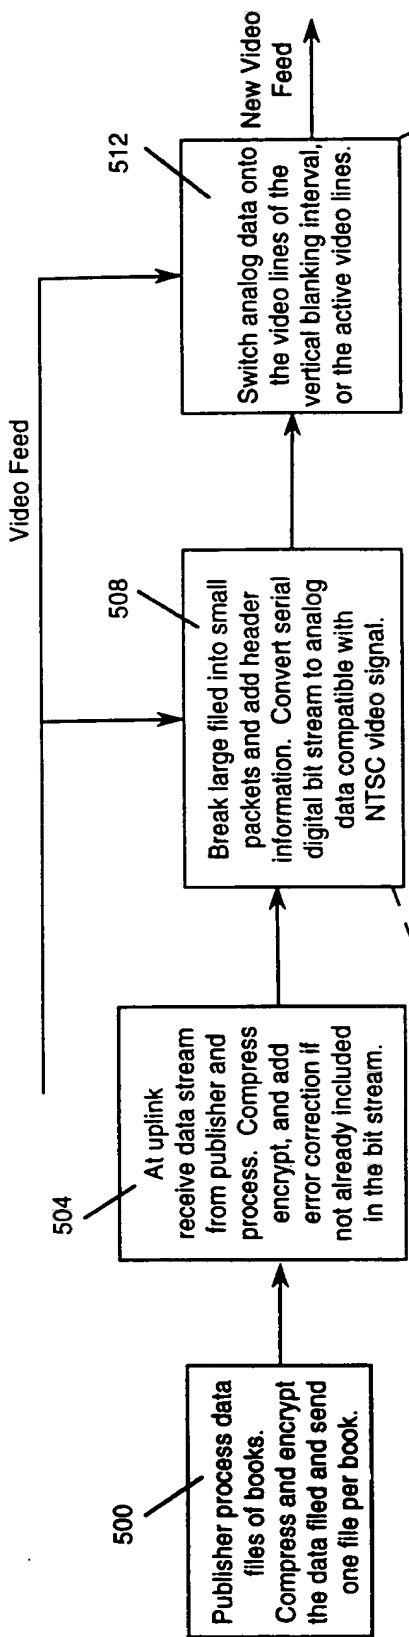 Video Feed
500
Publisher process data
files of books.
Compress and encrypt
the data filed and send
one file per book.
504
At uplink
receive data stream
from publisher and
process. Compress
encrypt, and add
error correction if
not already included
in the bit stream.
508
Break large filed into small
packets and add header
information. Convert serial
digital bit stream to analog
data compatible with
NTSC video signal.
512
Switch analog data onto
the video lines of the
vertical blanking interval,
or the active video lines.
New Video
Feed